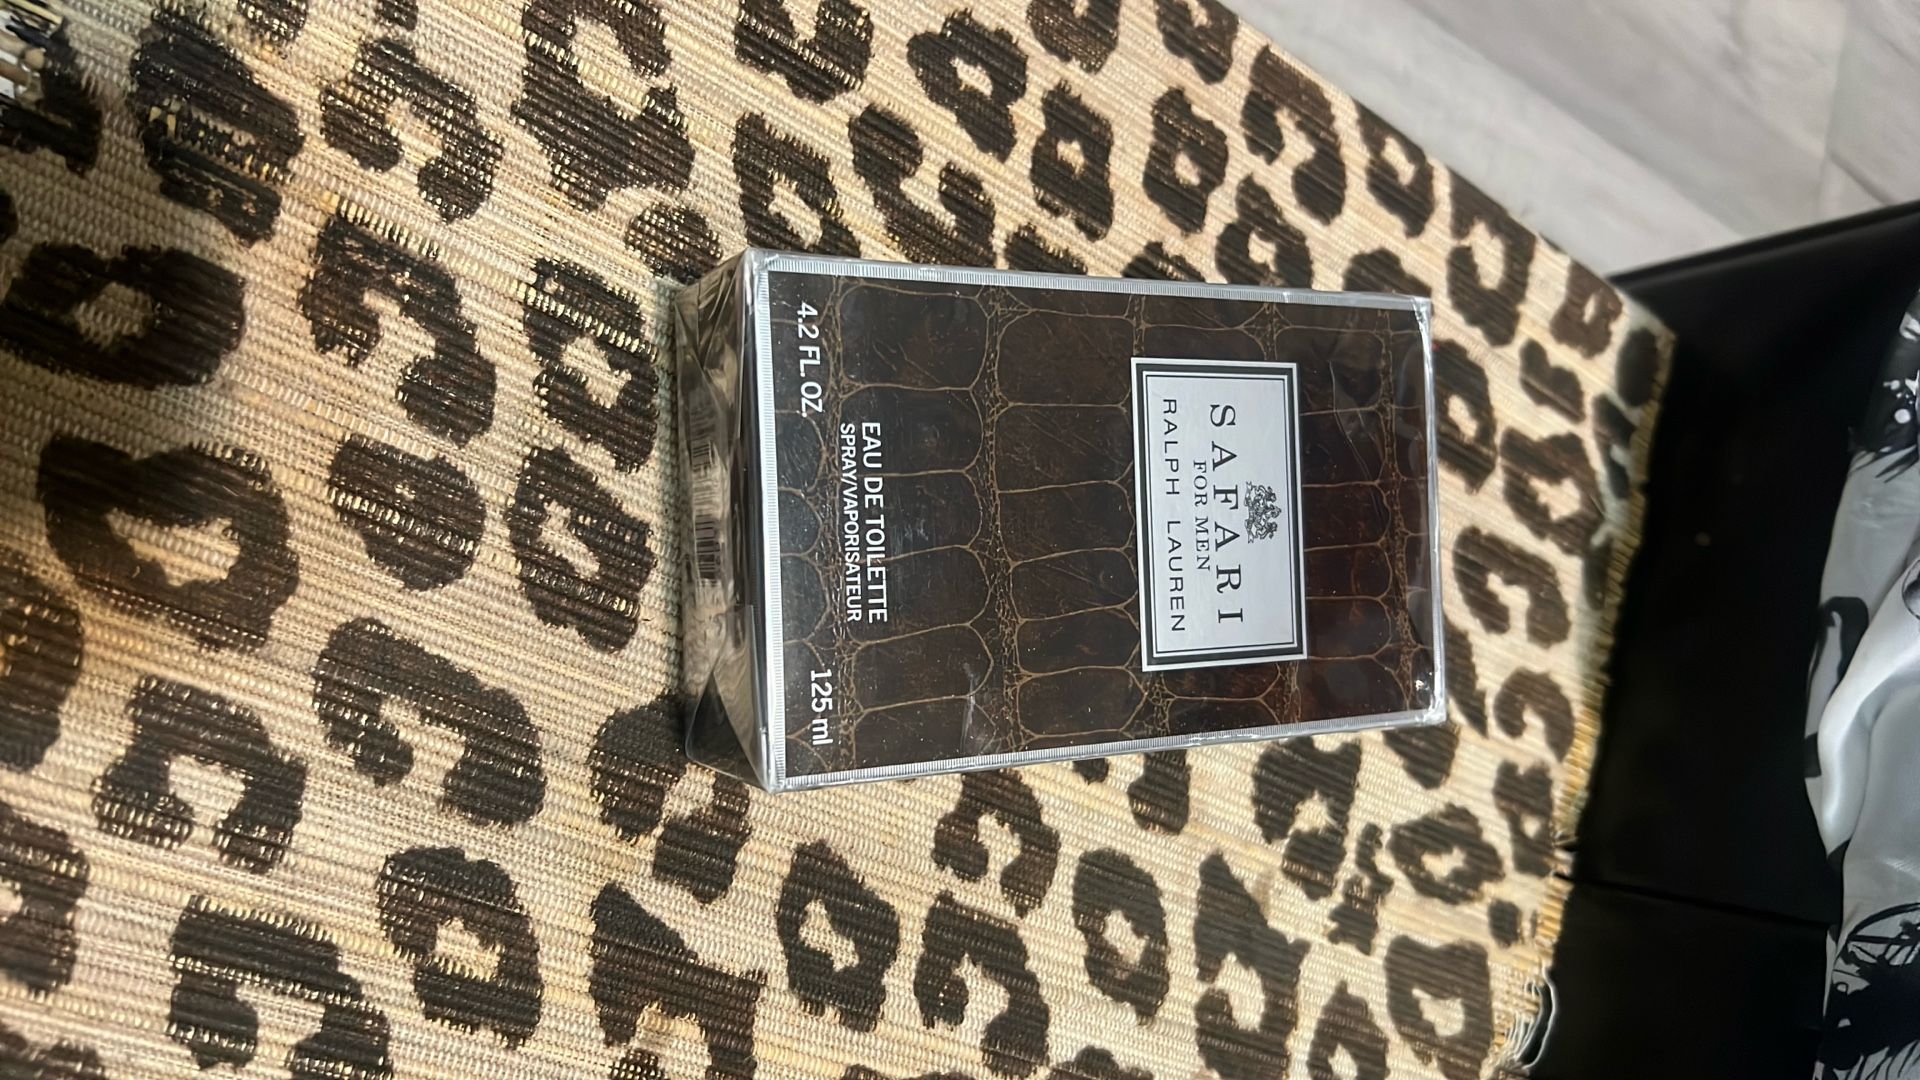 SAFARI
FOR MEN
RALPH LAUREN
EAU DE TOILETTE
SPRAY/VAPORISATEUR
4.2 FL. OZ.
125 ml